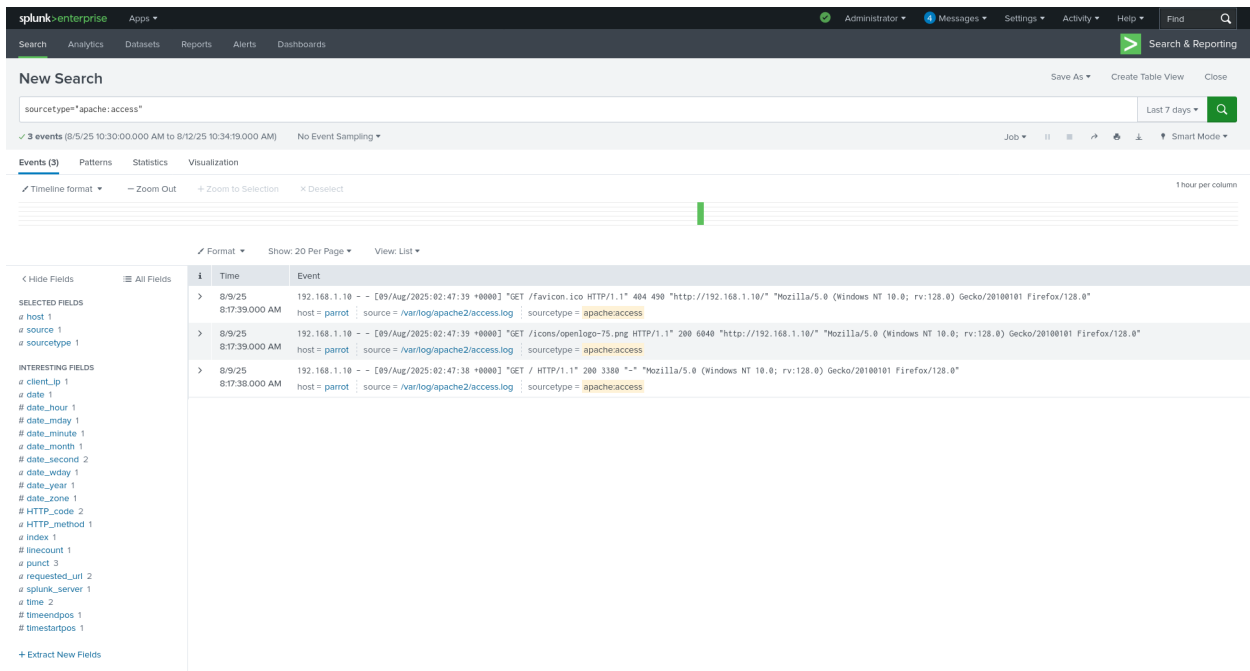 splunk>enterprise Apps ▾ Administrator ▾ 4 Messages ▾ Settings ▾ Activity ▾ Help ▾ Find
Search Analytics Datasets Reports Alerts Dashboards > Search & Reporting
New Search Save As ▾ Create Table View Close
sourcetype="apache:access" Last 7 days ▾
✓ 3 events (8/5/25 10:30:00.000 AM to 8/12/25 10:34:19.000 AM) No Event Sampling ▾ Job ▾ Smart Mode ▾
Events (3) Patterns Statistics Visualization
Timeline format ▾ — Zoom Out + Zoom to Selection × Deselect 1 hour per column
Format ▾ Show: 20 Per Page ▾ View: List ▾
< Hide Fields All Fields i Time Event
SELECTED FIELDS
a host 1
a source 1
a sourcetype 1
INTERESTING FIELDS
a client_ip 1
a date 1
# date_hour 1
# date_mday 1
# date_minute 1
a date_month 1
# date_second 2
a date_wday 1
# date_year 1
# date_zone 1
# HTTP_code 2
a HTTP_method 1
a index 1
# linecount 1
a punct 3
a requested_url 2
a splunk_server 1
a time 2
# timeendpos 1
# timestartpos 1
+ Extract New Fields
> 8/9/25 192.168.1.10 - - [09/Aug/2025:02:47:39 +0000] "GET /favicon.ico HTTP/1.1" 404 490 "http://192.168.1.10/" "Mozilla/5.0 (Windows NT 10.0; rv:128.0) Gecko/20100101 Firefox/128.0"
8:17:39.000 AM host = parrot source = /var/log/apache2/access.log sourcetype = apache:access
> 8/9/25 192.168.1.10 - - [09/Aug/2025:02:47:39 +0000] "GET /icons/openlogo-75.png HTTP/1.1" 200 6040 "http://192.168.1.10/" "Mozilla/5.0 (Windows NT 10.0; rv:128.0) Gecko/20100101 Firefox/128.0"
8:17:39.000 AM host = parrot source = /var/log/apache2/access.log sourcetype = apache:access
> 8/9/25 192.168.1.10 - - [09/Aug/2025:02:47:38 +0000] "GET / HTTP/1.1" 200 3380 "-" "Mozilla/5.0 (Windows NT 10.0; rv:128.0) Gecko/20100101 Firefox/128.0"
8:17:38.000 AM host = parrot source = /var/log/apache2/access.log sourcetype = apache:access